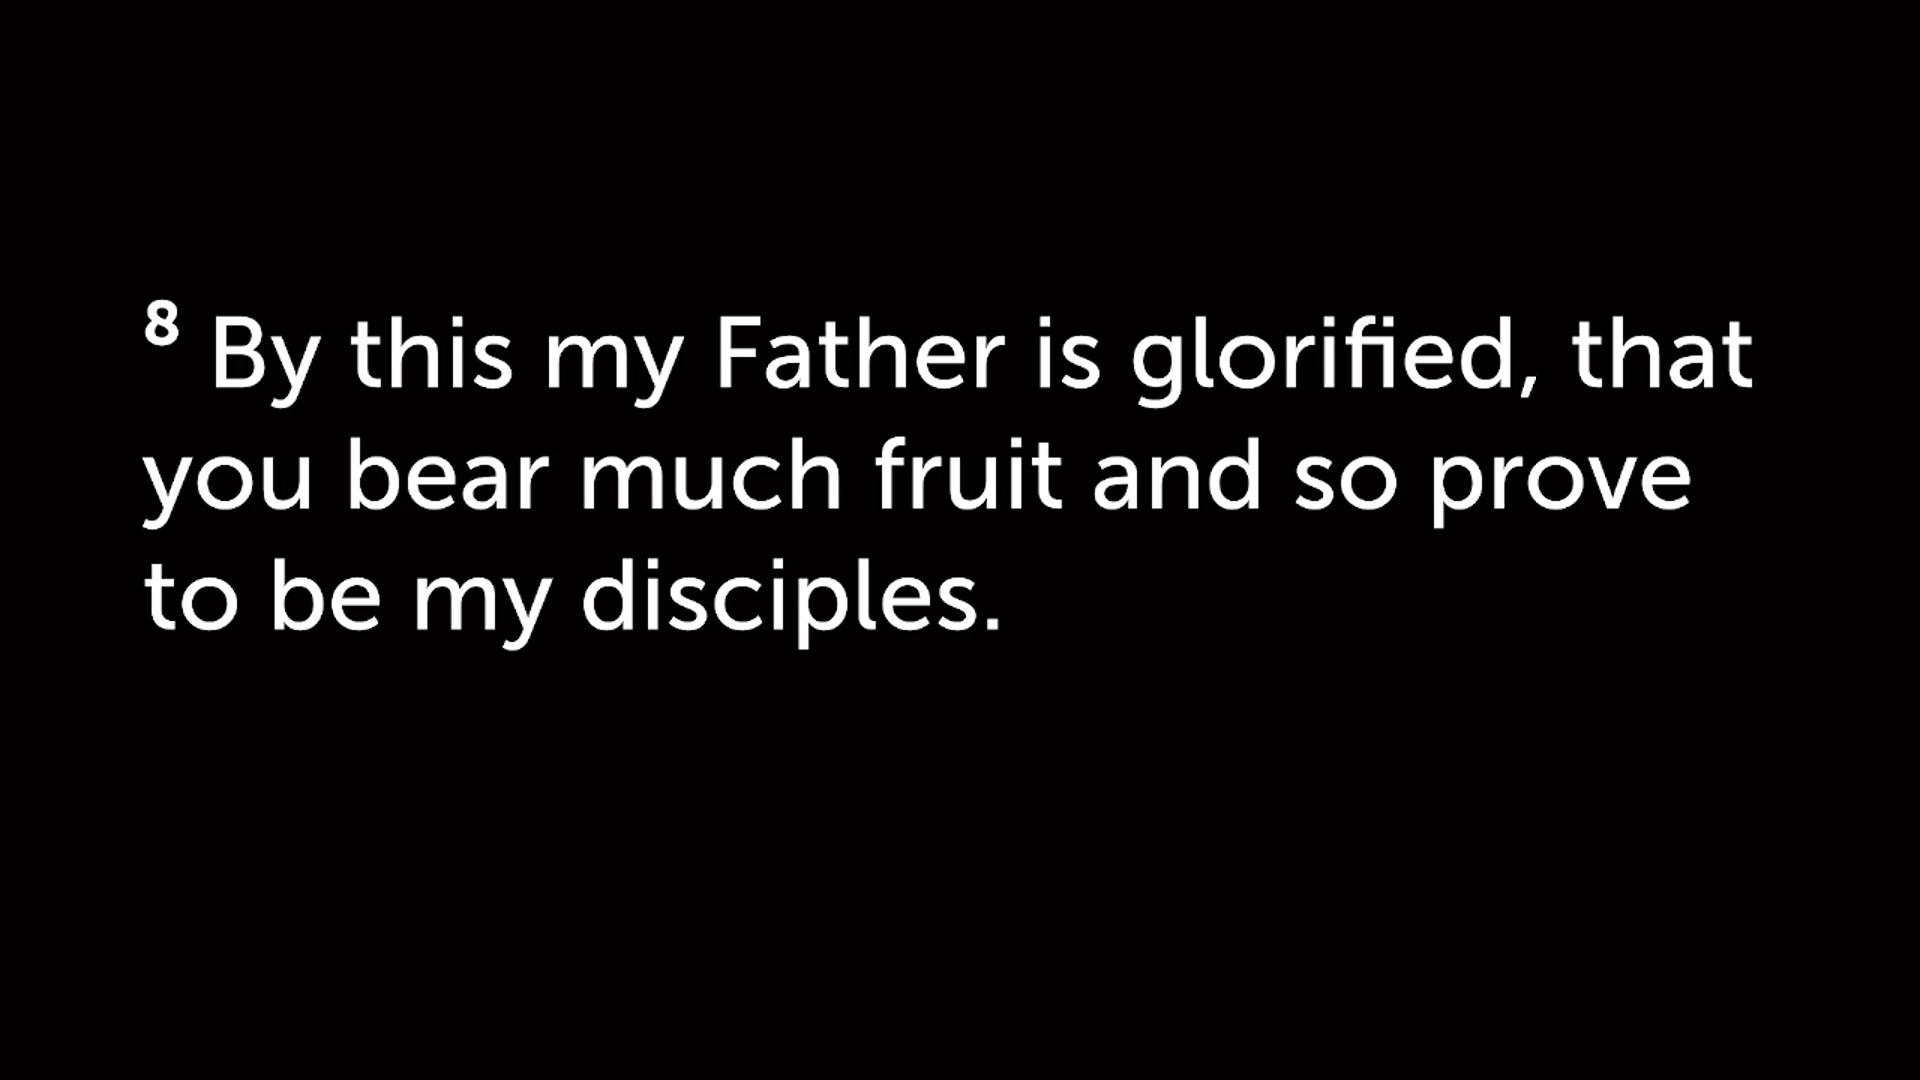 8 By this my Father is glorified, that
you bear much fruit and so prove
to be my disciples.